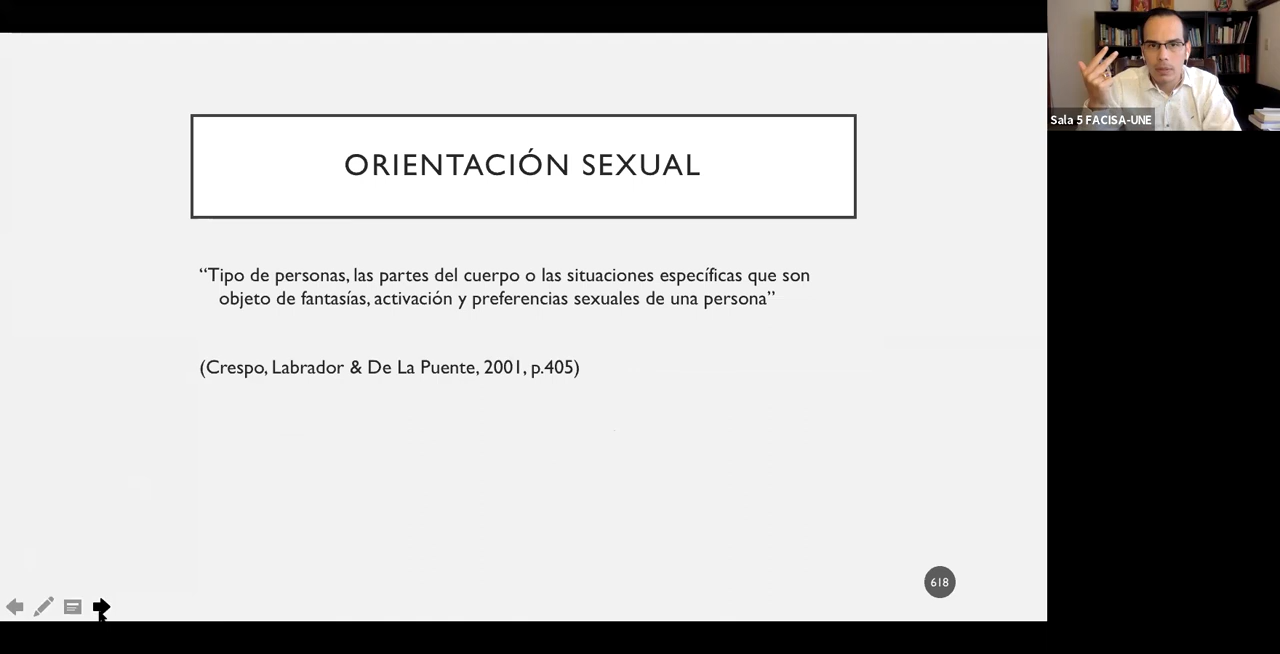 Sala 5 FACISA-UNE
ORIENTACIÓN SEXUAL
“Tipo de personas, las partes del cuerpo o las situaciones específicas que son
objeto de fantasías, activación y preferencias sexuales de una persona”
(Crespo, Labrador & De La Puente, 2001, p.405)
618